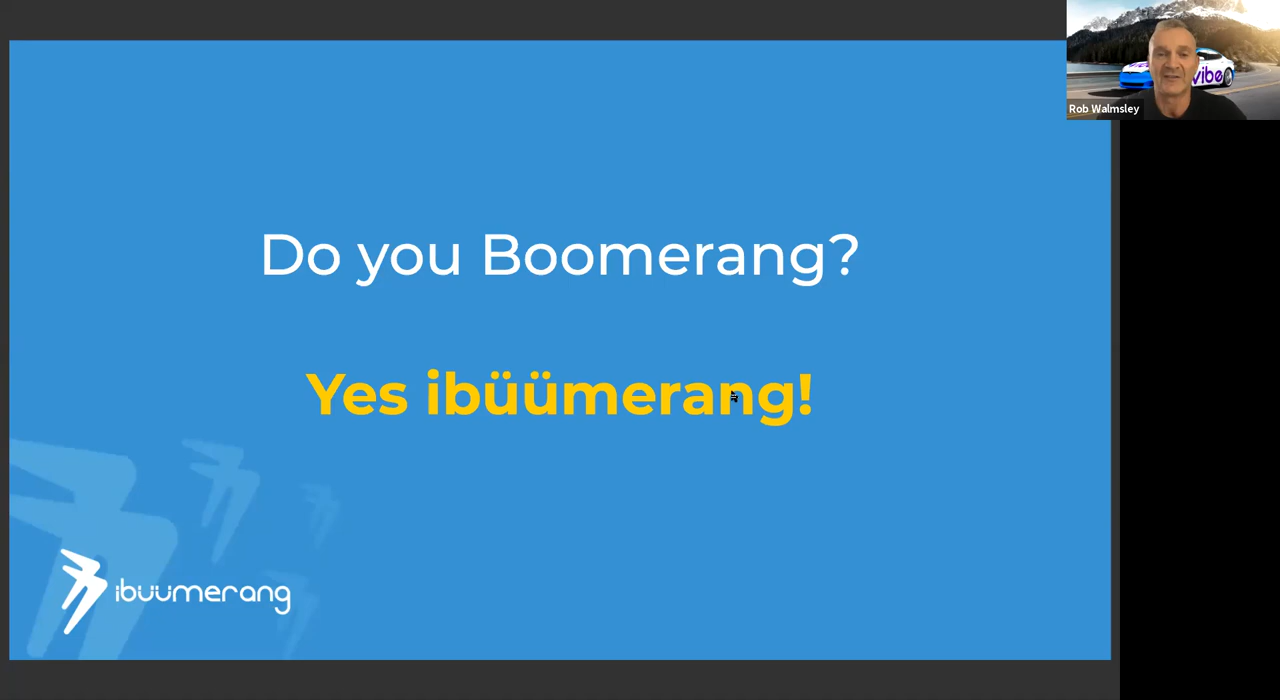 vibe
Rob Walmsley
Do you Boomerang?
Yes ibüümerang!
ibüümerang